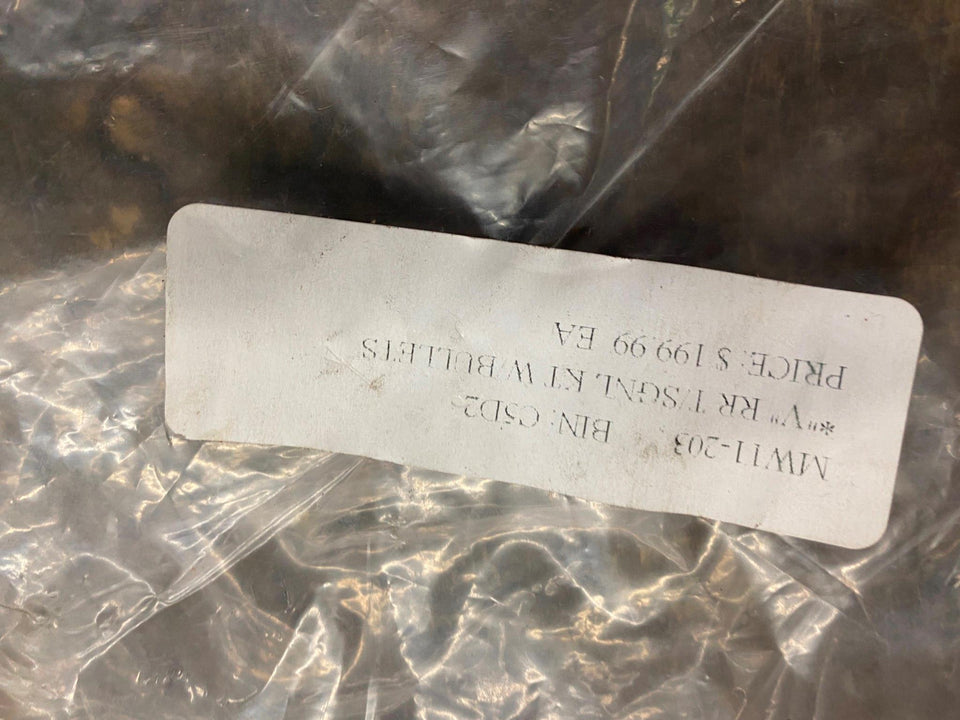 MW11-203 BIN: C5D2
*"V" RR T/SGNL KT W/BULLETS
PRICE: $ 199.99 EA